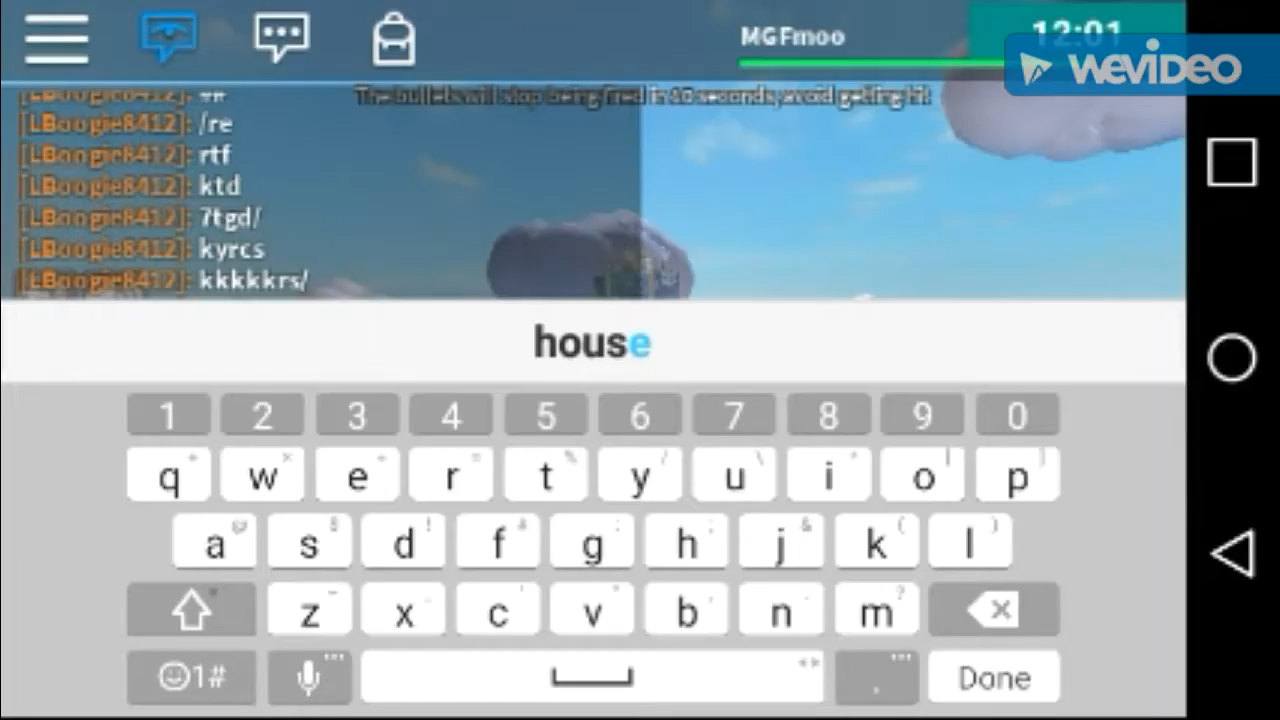 MGFmoo
12:01
WEVIDEO
The bullets will stop being fired in 40 seconds, avoid getting hit
[LBoogie8412]:
[LBoogie8412]: /re
[LBoogie8412]: rtf
[LBoogie8412]: ktd
[LBoogie8412]: 7tgd/
[LBoogie8412]: kyrcs
[LBoogie8412]: kkkkkrs/
house
1 2 3 4 5 6 7 8 9 0
q w e r t y u i o p
a s d f g h j k l
z x c v b n m
1# . Done